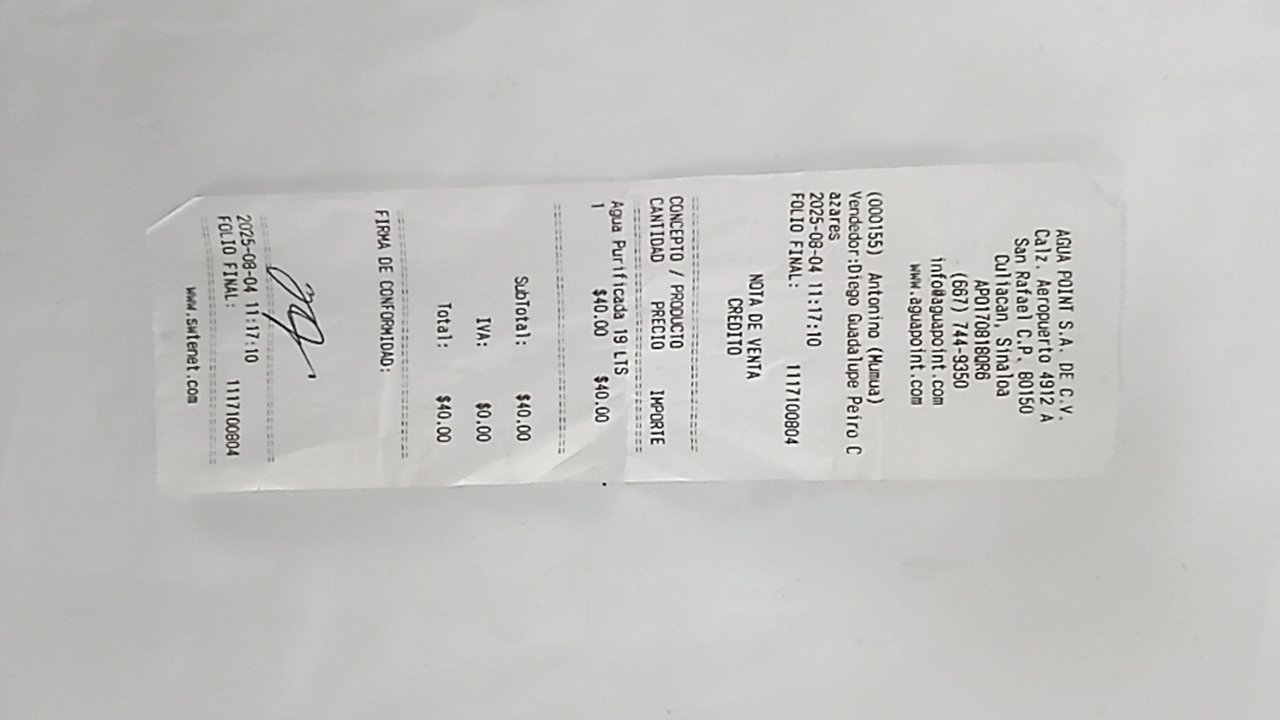 AGUA POINT S.A. DE C.V.
Calz. Aeropuerto 4912 A
San Rafael C.P. 80150
Culiacan, Sinaloa
APO170818QR6
(667) 744-9350
info@aguapoint.com
www.aguapoint.com
(000155) Antonino (Mumua)
Vendedor:Diego Guadalupe Peiro C
azares
2025-08-04 11:17:10
FOLIO FINAL: 1117100804
NOTA DE VENTA
CREDITO
CONCEPTO / PRODUCTO
CANTIDAD PRECIO IMPORTE
Agua Purificada 19 LTS
1 $40.00 $40.00
SubTotal: $40.00
IVA: $0.00
Total: $40.00
FIRMA DE CONFORMIDAD:
2025-08-04 11:17:10
FOLIO FINAL: 1117100804
www.swtenet.com